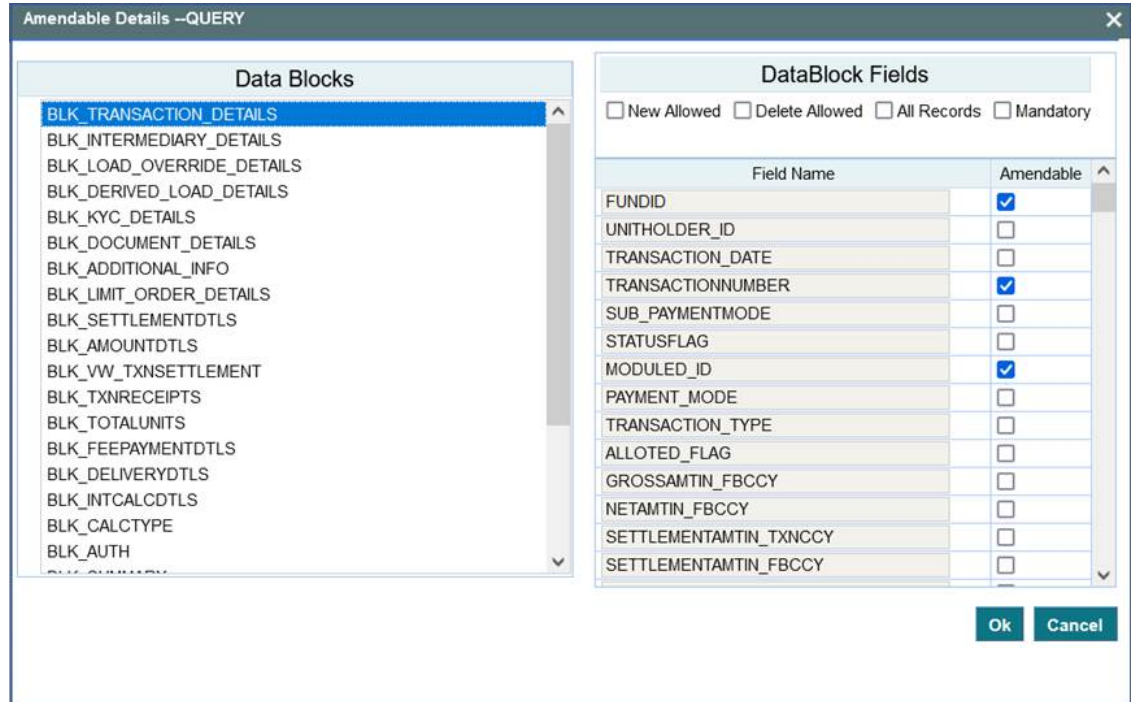 Amendable Details --QUERY
Data Blocks
BLK_TRANSACTION_DETAILS
BLK_INTERMEDIARY_DETAILS
BLK_LOAD_OVERRIDE_DETAILS
BLK_DERIVED_LOAD_DETAILS
BLK_KYC_DETAILS
BLK_DOCUMENT_DETAILS
BLK_ADDITIONAL_INFO
BLK_LIMIT_ORDER_DETAILS
BLK_SETTLEMENTDTLS
BLK_AMOUNTDTLS
BLK_VW_TXNSETTLEMENT
BLK_TXNRECEIPTS
BLK_TOTALUNITS
BLK_FEEPAYMENTDTLS
BLK_DELIVERYDTLS
BLK_INTCALCDTLS
BLK_CALCTYPE
BLK_AUTH
DataBlock Fields
New Allowed Delete Allowed All Records Mandatory
Field Name Amendable
FUNDID
UNITHOLDER_ID
TRANSACTION_DATE
TRANSACTIONNUMBER
SUB_PAYMENTMODE
STATUSFLAG
MODULED_ID
PAYMENT_MODE
TRANSACTION_TYPE
ALLOTED_FLAG
GROSSAMTIN_FBCCY
NETAMTIN_FBCCY
SETTLEMENTAMTIN_TXNCCY
SETTLEMENTAMTIN_FBCCY
Ok Cancel